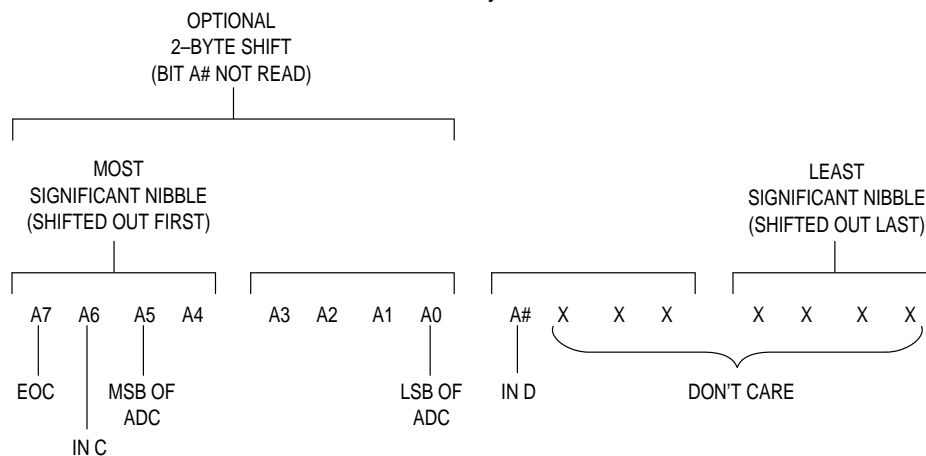 OPTIONAL
2–BYTE SHIFT
(BIT A# NOT READ)
MOST
SIGNIFICANT NIBBLE
(SHIFTED OUT FIRST)
LEAST
SIGNIFICANT NIBBLE
(SHIFTED OUT LAST)
A7 A6 A5 A4 A3 A2 A1 A0 A# X X X X X X X
EOC
MSB OF
ADC
LSB OF
ADC
IN D
DON'T CARE
IN C